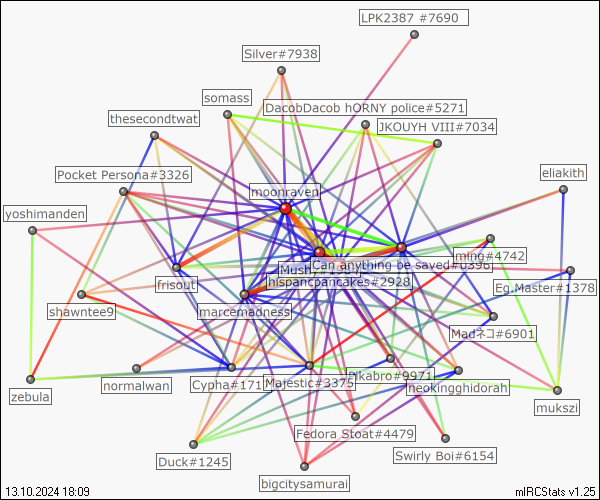 LPK2387 #7690
Silver#7938
somass
DacobDacob hORNY police#5271
thesecondtwat
JKOUYH VIII#7034
Pocket Persona#3326
eliakith
moonraven
yoshimanden
ming#4742
Can anything be saved#0396
hispancpancakes#2928
frisout
Eg.Master#1378
shawntee9
marcemadness
Madネコ#6901
Pikabro#9971
zebula
normalwan
Majestic#3375
neokingghidorah
mukszi
Fedora Stoat#4479
Duck#1245
Swirly Boi#6154
bigcitysamurai
13.10.2024 18:09
mIRCStats v1.25